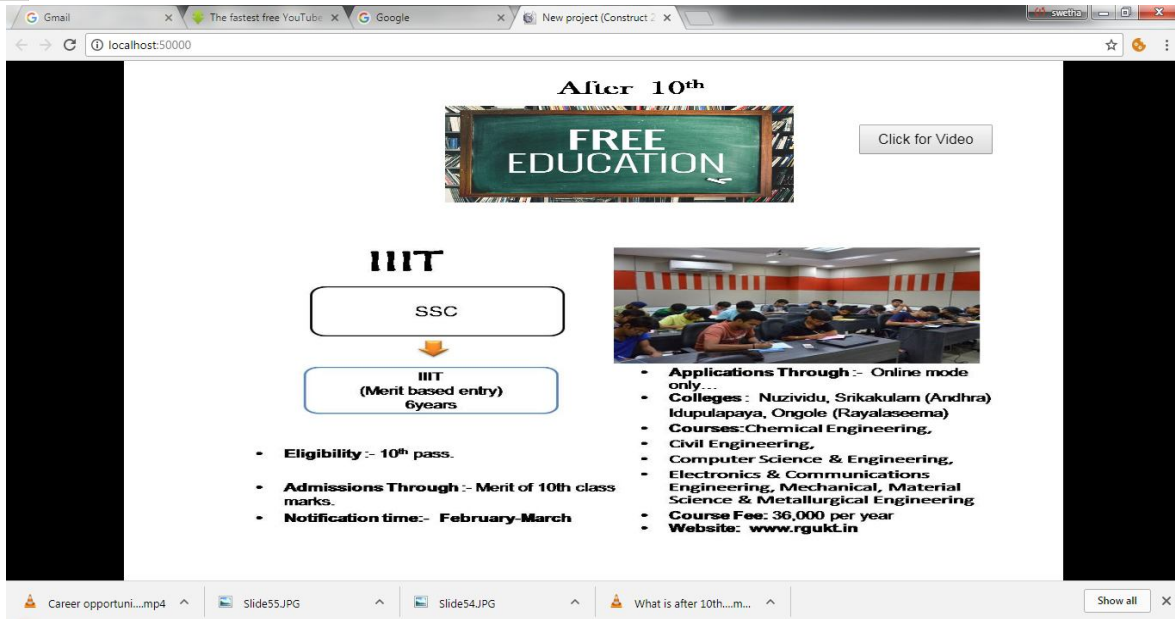 Gmail
The fastest free YouTube
Google
New project (Construct 2
swetha
localhost:50000
After 10th
FREE
EDUCATION
Click for Video
IIIT
SSC
IIIT
(Merit based entry)
6years
• Eligibility :- 10th pass.
• Admissions Through :- Merit of 10th class
marks.
• Notification time:- February-March
• Applications Through :- Online mode
only...
• Colleges : Nuzividu, Srikakulam (Andhra)
Idupulapaya, Ongole (Rayalaseema)
• Courses:Chemical Engineering,
• Civil Engineering,
• Computer Science & Engineering,
• Electronics & Communications
Engineering, Mechanical, Material
Science & Metallurgical Engineering
• Course Fee: 36,000 per year
• Website: www.rgukt.in
Career opportuni....mp4
Slide55.JPG
Slide54.JPG
What is after 10th....m...
Show all